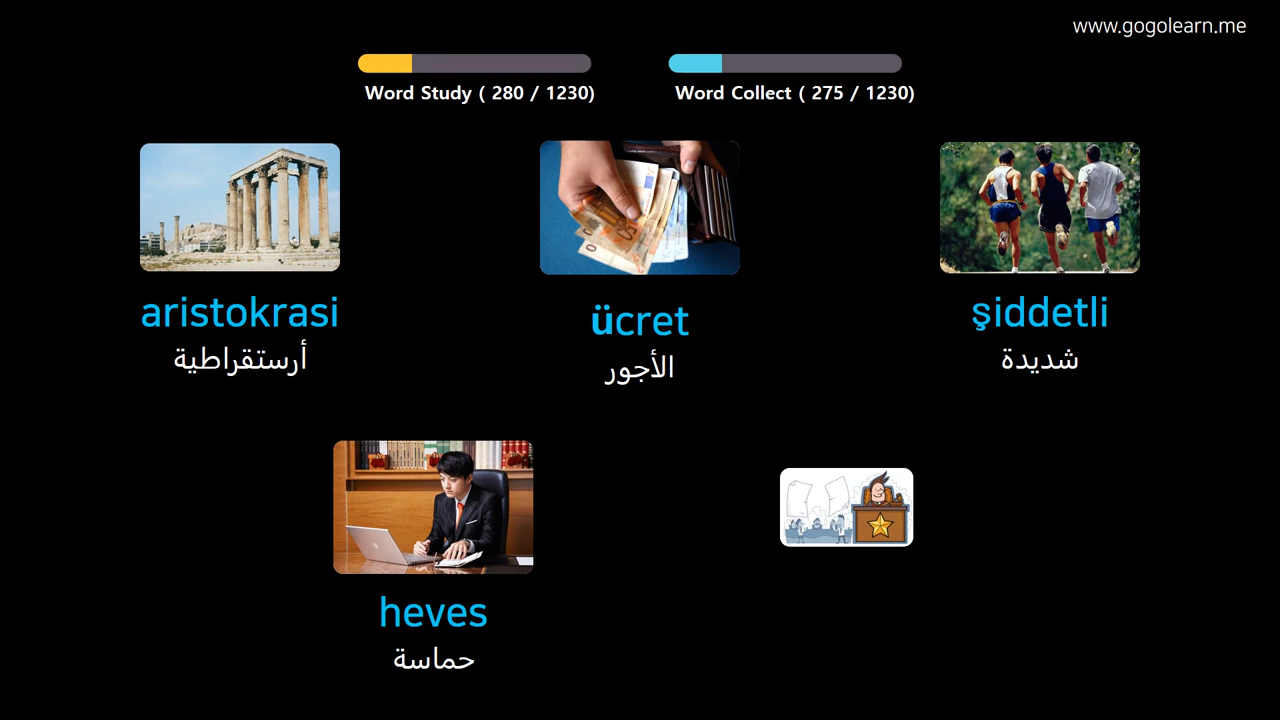 www.gogolearn.me
Word Study ( 280 / 1230)
Word Collect ( 275 / 1230)
aristokrasi
أرستقراطية
ücret
الأجور
şiddetli
شديدة
heves
حماسة